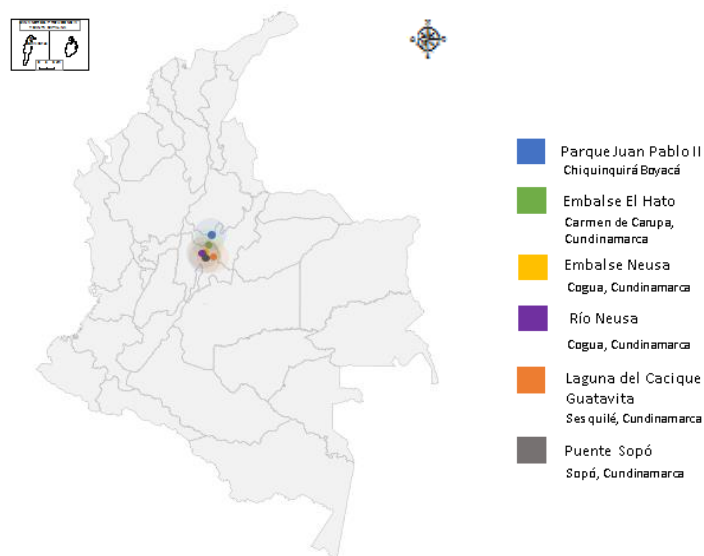 Parque Juan Pablo II
Chiquinquirá Boyacá
Embalse El Hato
Carmen de Carupa,
Cundinamarca
Embalse Neusa
Cogua, Cundinamarca
Río Neusa
Cogua, Cundinamarca
Laguna del Cacique
Guatavita
Sesquilé, Cundinamarca
Puente Sopó
Sopó, Cundinamarca